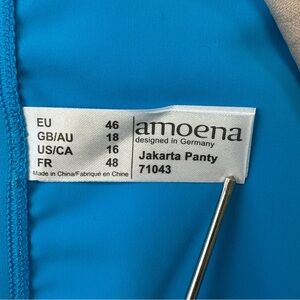 EU 46
GB/AU 18
US/CA 16
FR 48
Made in China/Fabriqué en Chine
amoena
designed in Germany
Jakarta Panty
71043